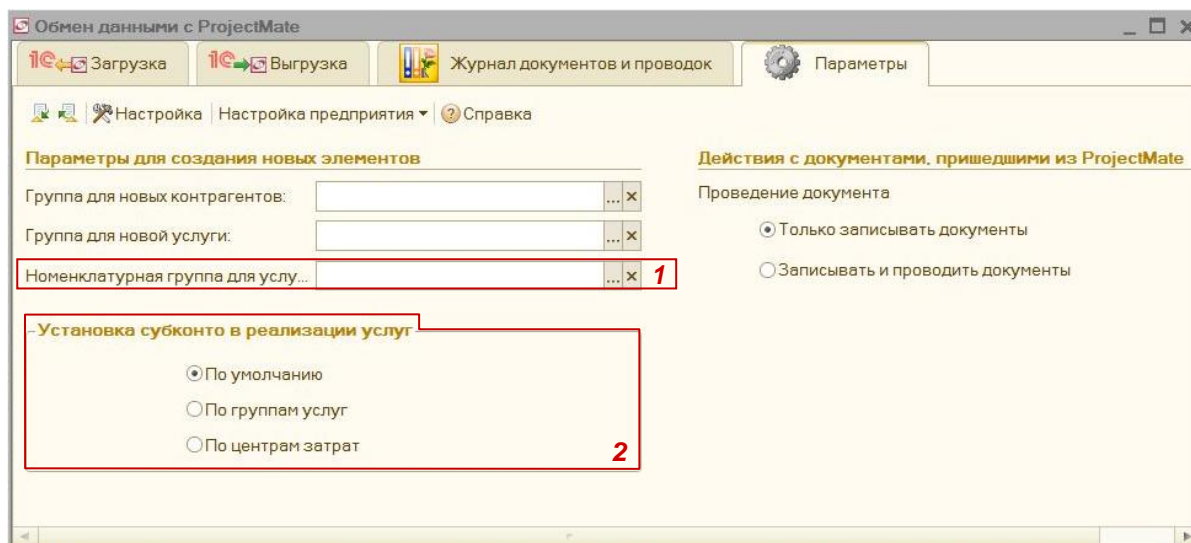 Обмен данными с ProjectMate
1С Загрузка
1С Выгрузка
Журнал документов и проводок
Параметры
Настройка
Настройка предприятия
Справка
Параметры для создания новых элементов
Группа для новых контрагентов:
Группа для новой услуги:
Номенклатурная группа для услу... 1
Установка субконто в реализации услуг
По умолчанию
По группам услуг
По центрам затрат
2
Действия с документами, пришедшими из ProjectMate
Проведение документа
Только записывать документы
Записывать и проводить документы